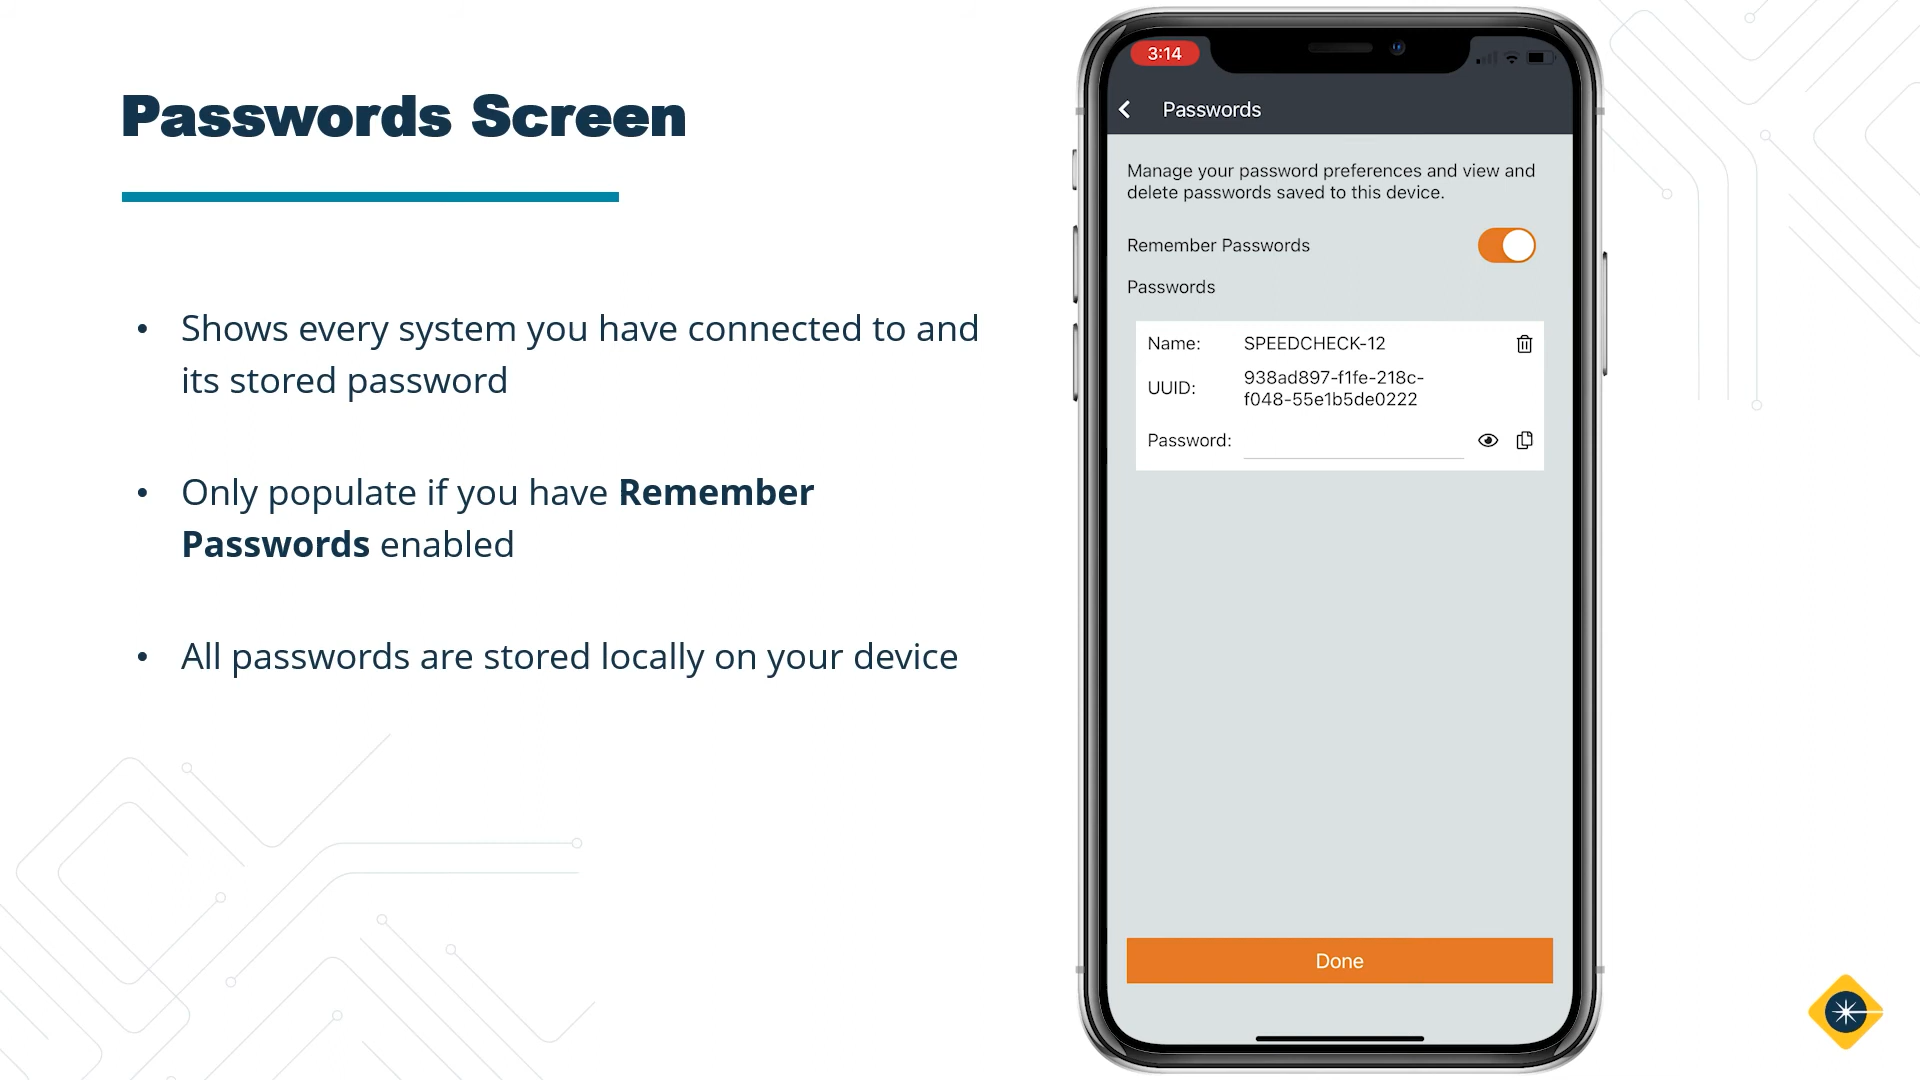 Passwords Screen
• Shows every system you have connected to and
its stored password
• Only populate if you have Remember
Passwords enabled
• All passwords are stored locally on your device
3:14
Passwords
Manage your password preferences and view and
delete passwords saved to this device.
Remember Passwords
Passwords
Name: SPEEDCHECK-12
UUID: 938ad897-f1fe-218c-
f048-55e1b5de0222
Password:
Done